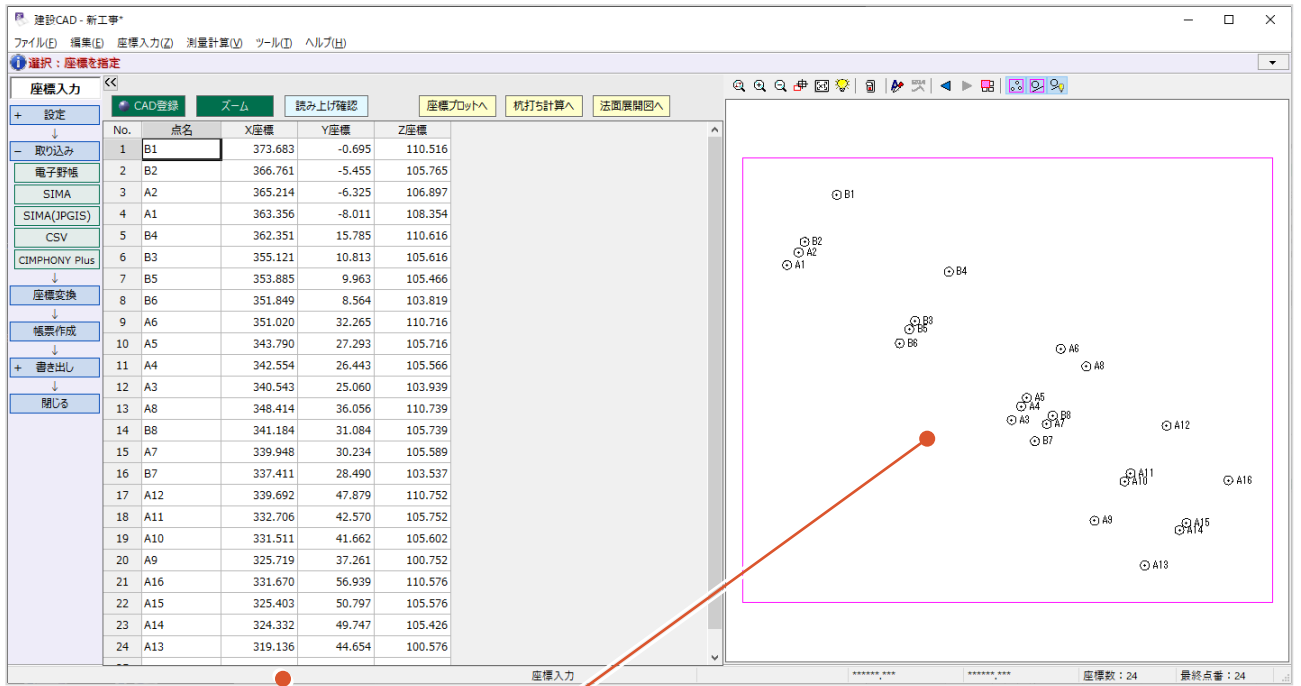 建設CAD - 新工事*
ファイル(F) 編集(E) 座標入力(Z) 測量計算(V) ツール(T) ヘルプ(H)
選択：座標を指定
座標入力
+ 設定
↓
− 取り込み
電子野帳
SIMA
SIMA(JPGIS)
CSV
CIMPHONY Plus
↓
座標変換
↓
帳票作成
↓
+ 書き出し
↓
閉じる
CAD登録 ズーム 読み上げ確認 座標プロットへ 杭打ち計算へ 法面展開図へ
No. 点名 X座標 Y座標 Z座標
1 B1 373.683 -0.695 110.516
2 B2 366.761 -5.455 105.765
3 A2 365.214 -6.325 106.897
4 A1 363.356 -8.011 108.354
5 B4 362.351 15.785 110.616
6 B3 355.121 10.813 105.616
7 B5 353.885 9.963 105.466
8 B6 351.849 8.564 103.819
9 A6 351.020 32.265 110.716
10 A5 343.790 27.293 105.716
11 A4 342.554 26.443 105.566
12 A3 340.543 25.060 103.939
13 A8 348.414 36.056 110.739
14 B8 341.184 31.084 105.739
15 A7 339.948 30.234 105.589
16 B7 337.411 28.490 103.537
17 A12 339.692 47.879 110.752
18 A11 332.706 42.570 105.752
19 A10 331.511 41.662 105.602
20 A9 325.719 37.261 100.752
21 A16 331.670 56.939 110.576
22 A15 325.403 50.797 105.576
23 A14 324.332 49.747 105.426
24 A13 319.136 44.654 100.576
B1
B2
A2
A1
B4
B3
B5
B6
A6
A8
A5
A4
B8
A3 A7
A12
B7
A11
A10
A16
A9
A15
A14
A13
座標入力 ******.*** ******.*** 座標数：24 最終点番：24